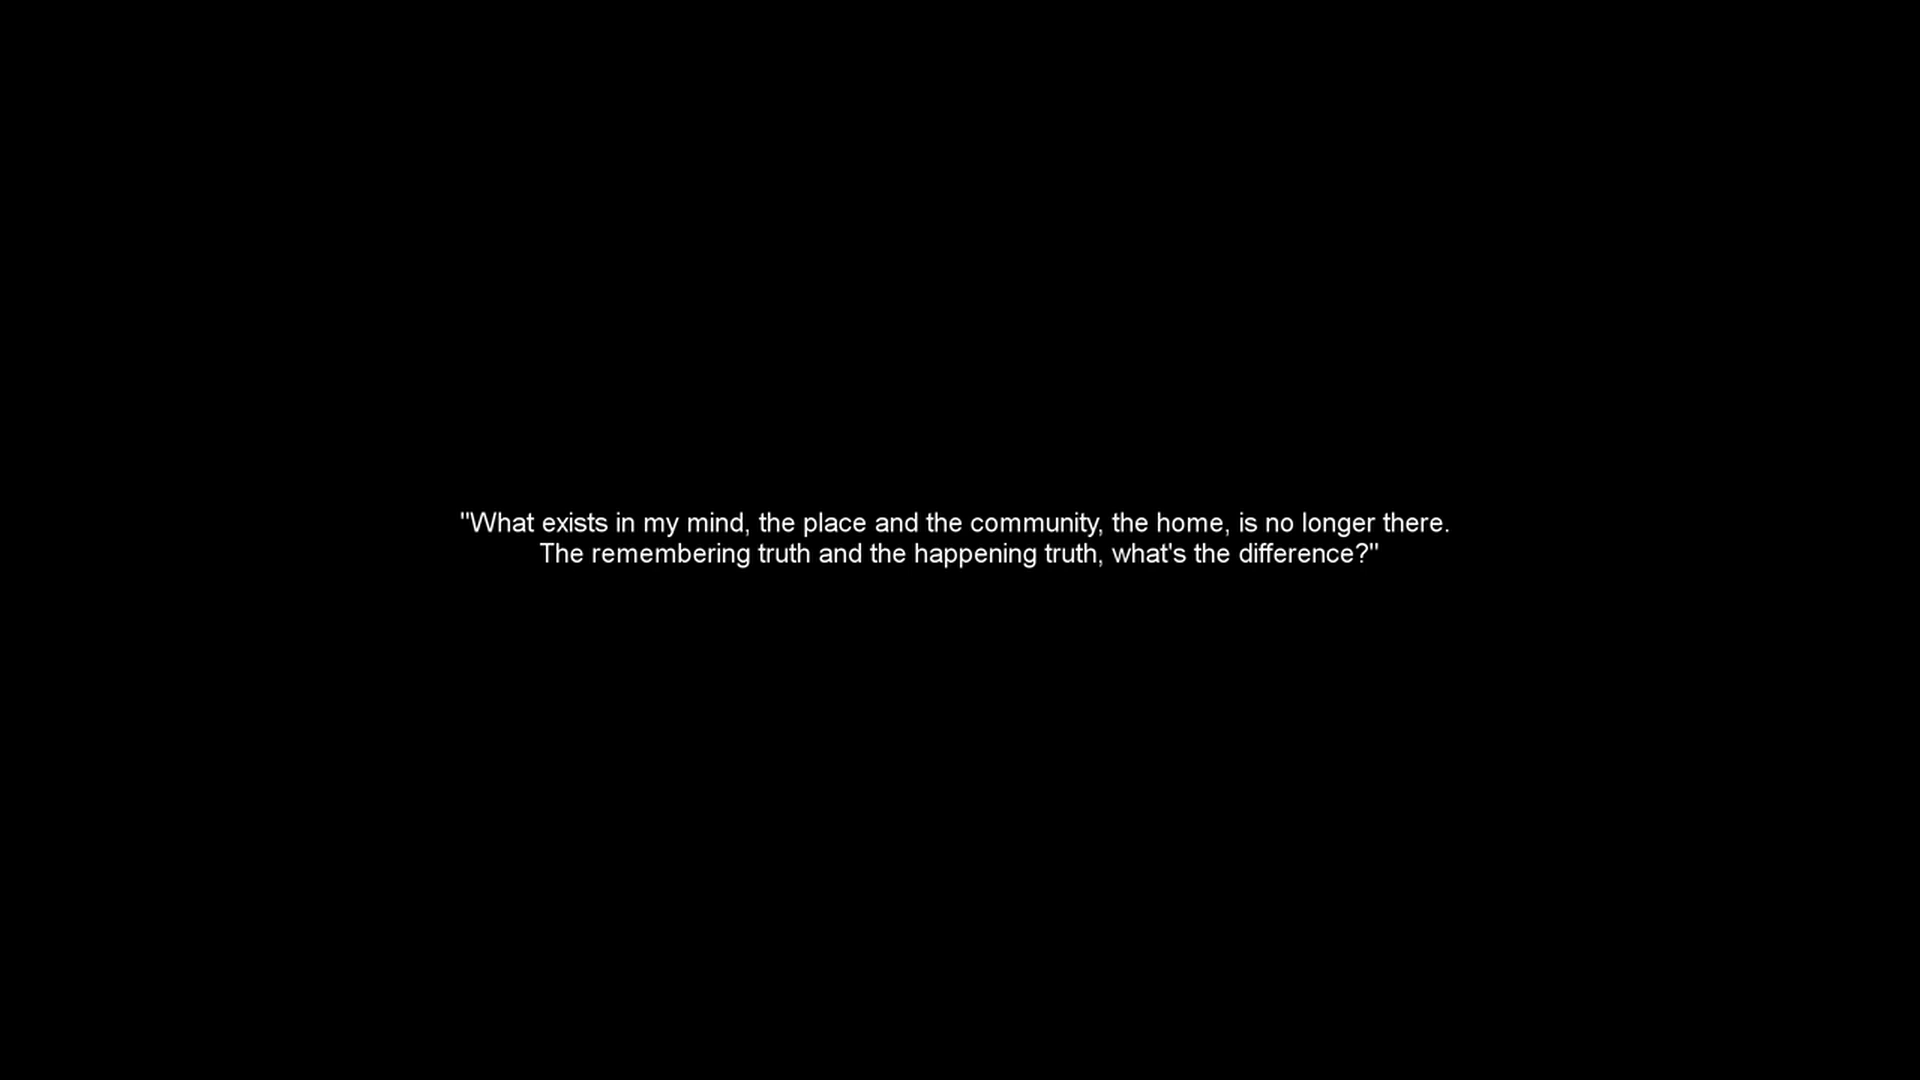 "What exists in my mind, the place and the community, the home, is no longer there.
The remembering truth and the happening truth, what's the difference?"